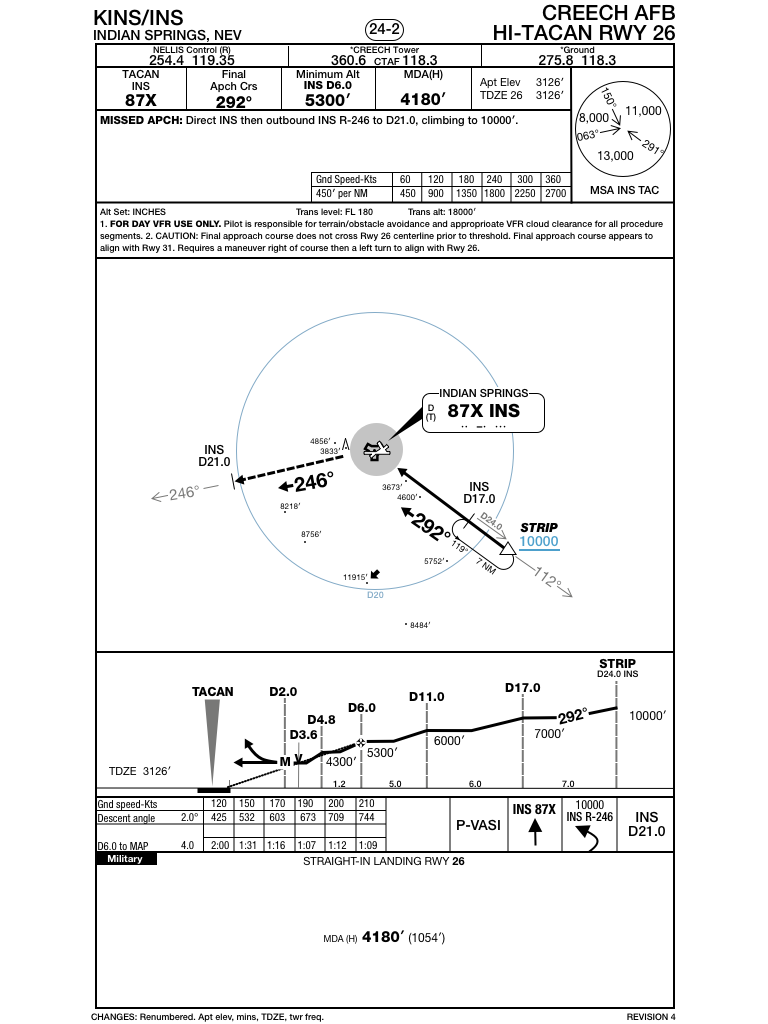 KINS/INS
INDIAN SPRINGS, NEV
24-2
CREECH AFB
HI-TACAN RWY 26
NELLIS Control (R)
254.4 119.35
*CREECH Tower
360.6 CTAF 118.3
*Ground
275.8 118.3
TACAN
INS
87X
Final
Apch Crs
292°
Minimum Alt
INS D6.0
5300′
MDA(H)
4180′
Apt Elev 3126′
TDZE 26 3126′
150°
11,000
8,000
063°
291°
13,000
MSA INS TAC
MISSED APCH: Direct INS then outbound INS R-246 to D21.0, climbing to 10000′.
Gnd Speed-Kts 60 120 180 240 300 360
450′ per NM 450 900 1350 1800 2250 2700
Alt Set: INCHES Trans level: FL 180 Trans alt: 18000′
1. FOR DAY VFR USE ONLY. Pilot is responsible for terrain/obstacle avoidance and appropriate VFR cloud clearance for all procedure
segments. 2. CAUTION: Final approach course does not cross Rwy 26 centerline prior to threshold. Final approach course appears to
align with Rwy 31. Requires a maneuver right of course then a left turn to align with Rwy 26.
INDIAN SPRINGS
D
(T)
87X INS
4856′
3833′
INS
D21.0
246°
246°
8218′
8756′
3673′
4600′
INS
D17.0
D24.0
STRIP
10000
292°
119°
7 NM
5752′
112°
11915′
D20
8484′
TACAN
D2.0
D3.6
D4.8
D6.0
D11.0
D17.0
STRIP
D24.0 INS
292°
10000′
7000′
6000′
5300′
4300′
M
V
TDZE 3126′
1.2 5.0 6.0 7.0
Gnd speed-Kts 120 150 170 190 200 210
Descent angle 2.0° 425 532 603 673 709 744
D6.0 to MAP 4.0 2:00 1:31 1:16 1:07 1:12 1:09
P-VASI
INS 87X
10000
INS R-246
INS
D21.0
Military
STRAIGHT-IN LANDING RWY 26
MDA (H) 4180′ (1054′)
CHANGES: Renumbered. Apt elev, mins, TDZE, twr freq.
REVISION 4